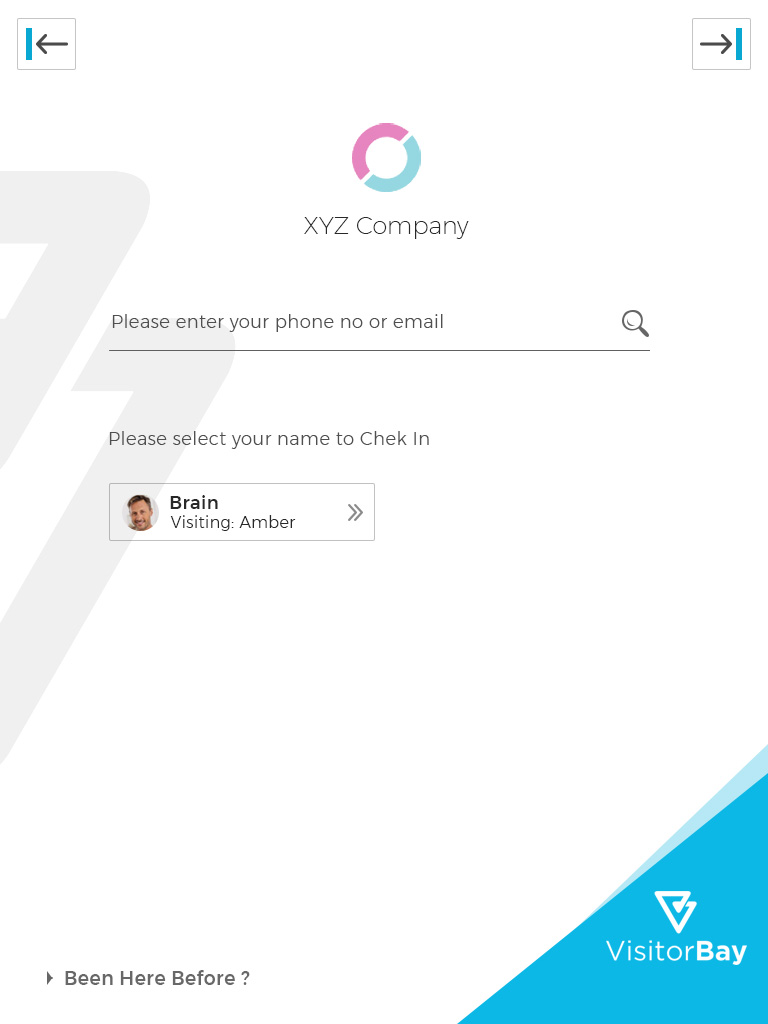 XYZ Company
Please enter your phone no or email
Please select your name to Chek In
Brain
Visiting: Amber
VisitorBay
Been Here Before ?